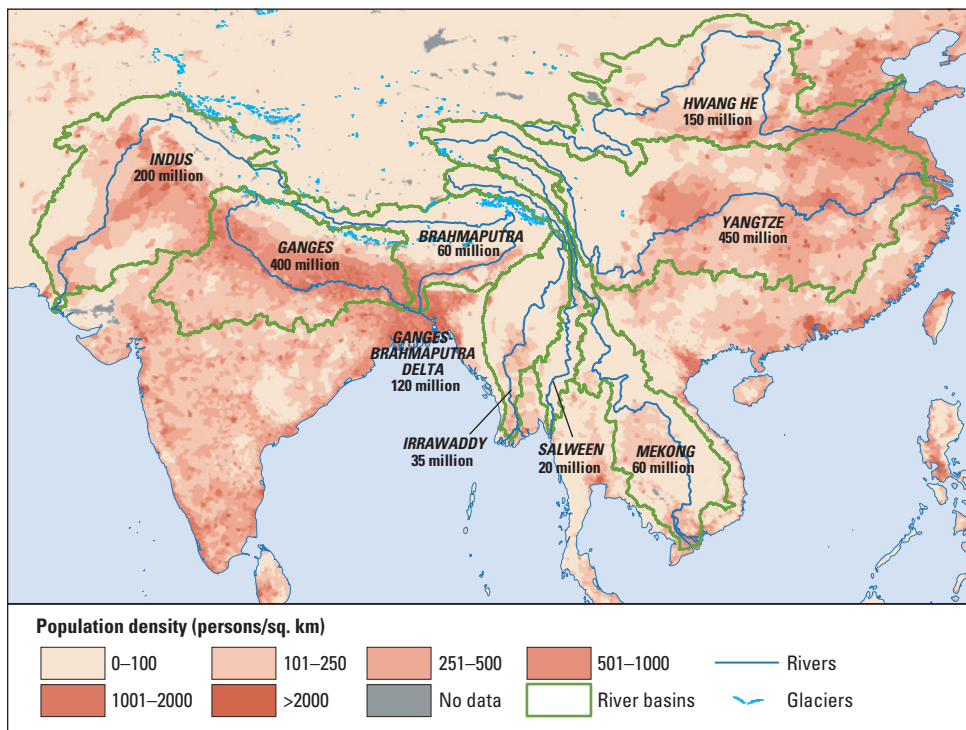 HWANG HE
150 million
INDUS
200 million
YANGTZE
450 million
BRAHMAPUTRA
60 million
GANGES
400 million
GANGES
BRAHMAPUTRA
DELTA
120 million
IRRAWADDY
35 million
SALWEEN
20 million
MEKONG
60 million
Population density (persons/sq. km)
0–100
101–250
251–500
501–1000
Rivers
1001–2000
>2000
No data
River basins
Glaciers